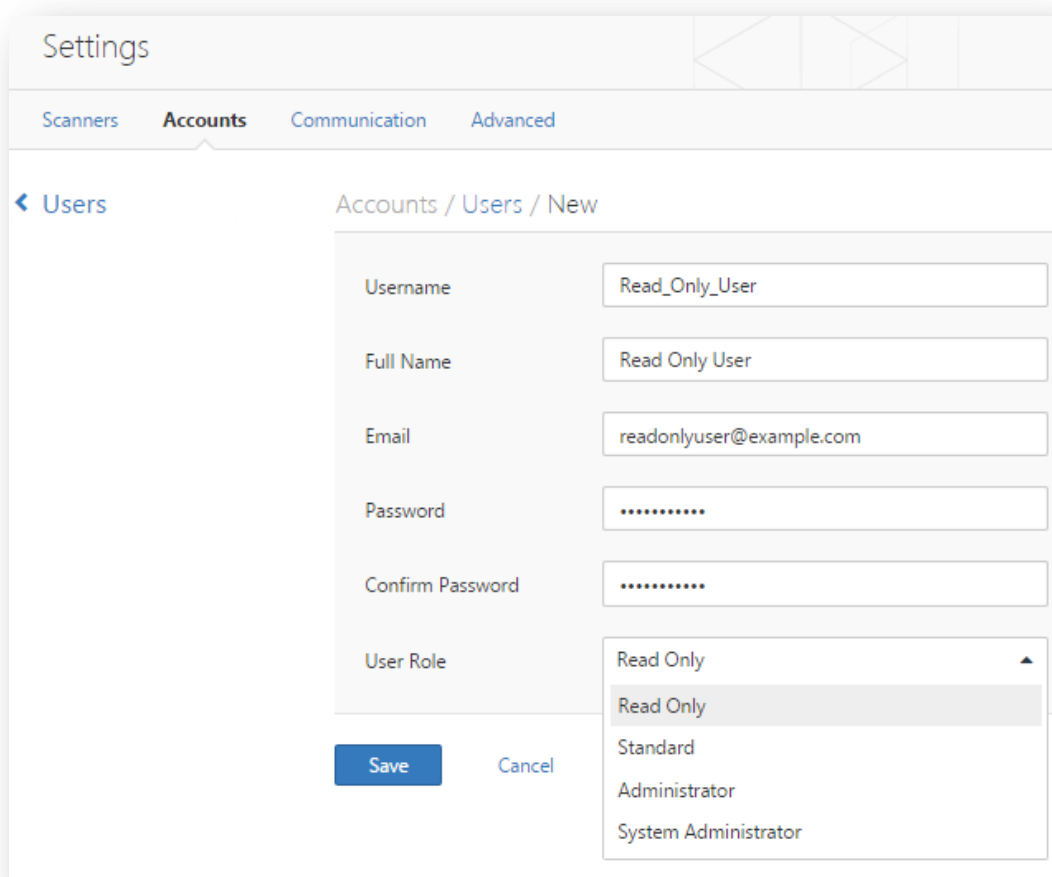 Settings
Scanners Accounts Communication Advanced
Users
Accounts / Users / New
Username Read_Only_User
Full Name Read Only User
Email readonlyuser@example.com
Password •••••••••••
Confirm Password •••••••••••
User Role Read Only
Read Only
Standard
Administrator
System Administrator
Save Cancel